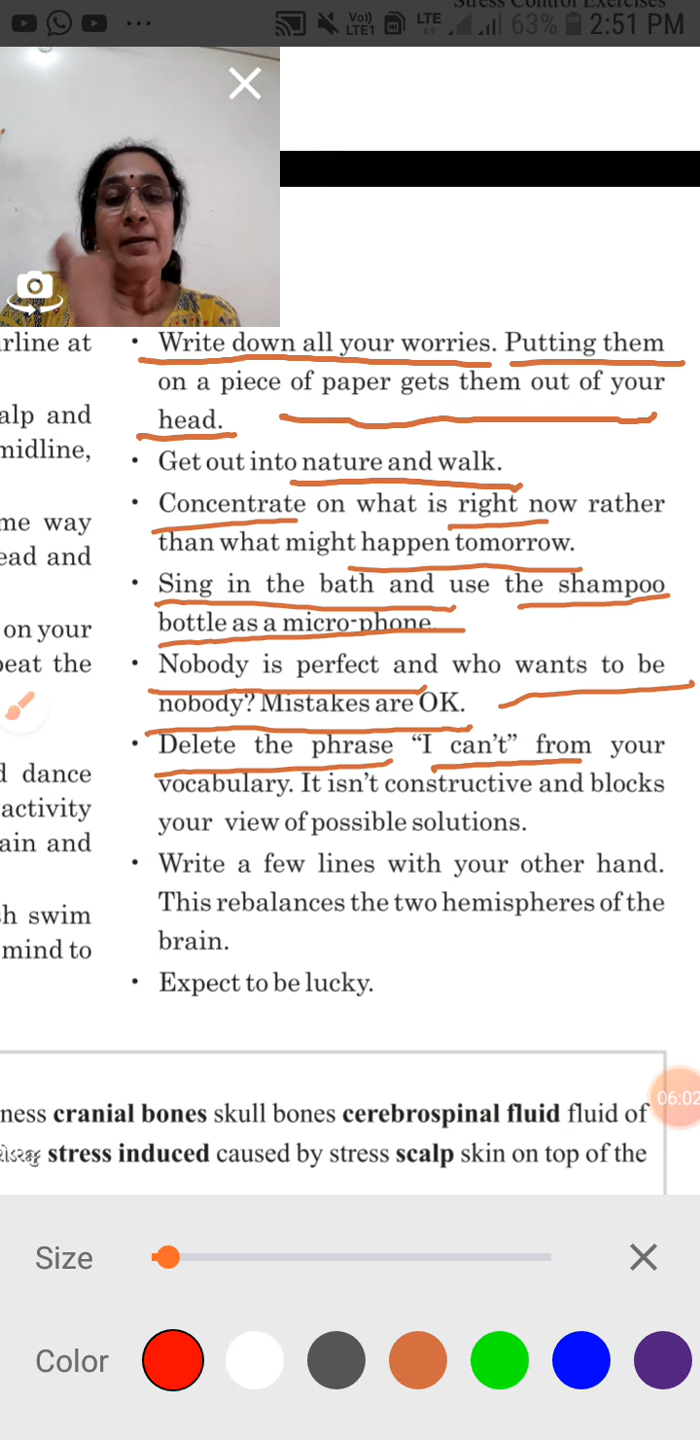 Stress Control Exercises
Vo))
LTE1
LTE
63%
2:51 PM
irline at
alp and
midline,
me way
ead and
on your
peat the
d dance
activity
ain and
sh swim
mind to
• Write down all your worries. Putting them
on a piece of paper gets them out of your
head.
• Get out into nature and walk.
• Concentrate on what is right now rather
than what might happen tomorrow.
• Sing in the bath and use the shampoo
bottle as a micro-phone.
• Nobody is perfect and who wants to be
nobody? Mistakes are OK.
• Delete the phrase “I can’t” from your
vocabulary. It isn’t constructive and blocks
your view of possible solutions.
• Write a few lines with your other hand.
This rebalances the two hemispheres of the
brain.
• Expect to be lucky.
06:02
ness cranial bones skull bones cerebrospinal fluid fluid of
stress induced caused by stress scalp skin on top of the
Size
Color